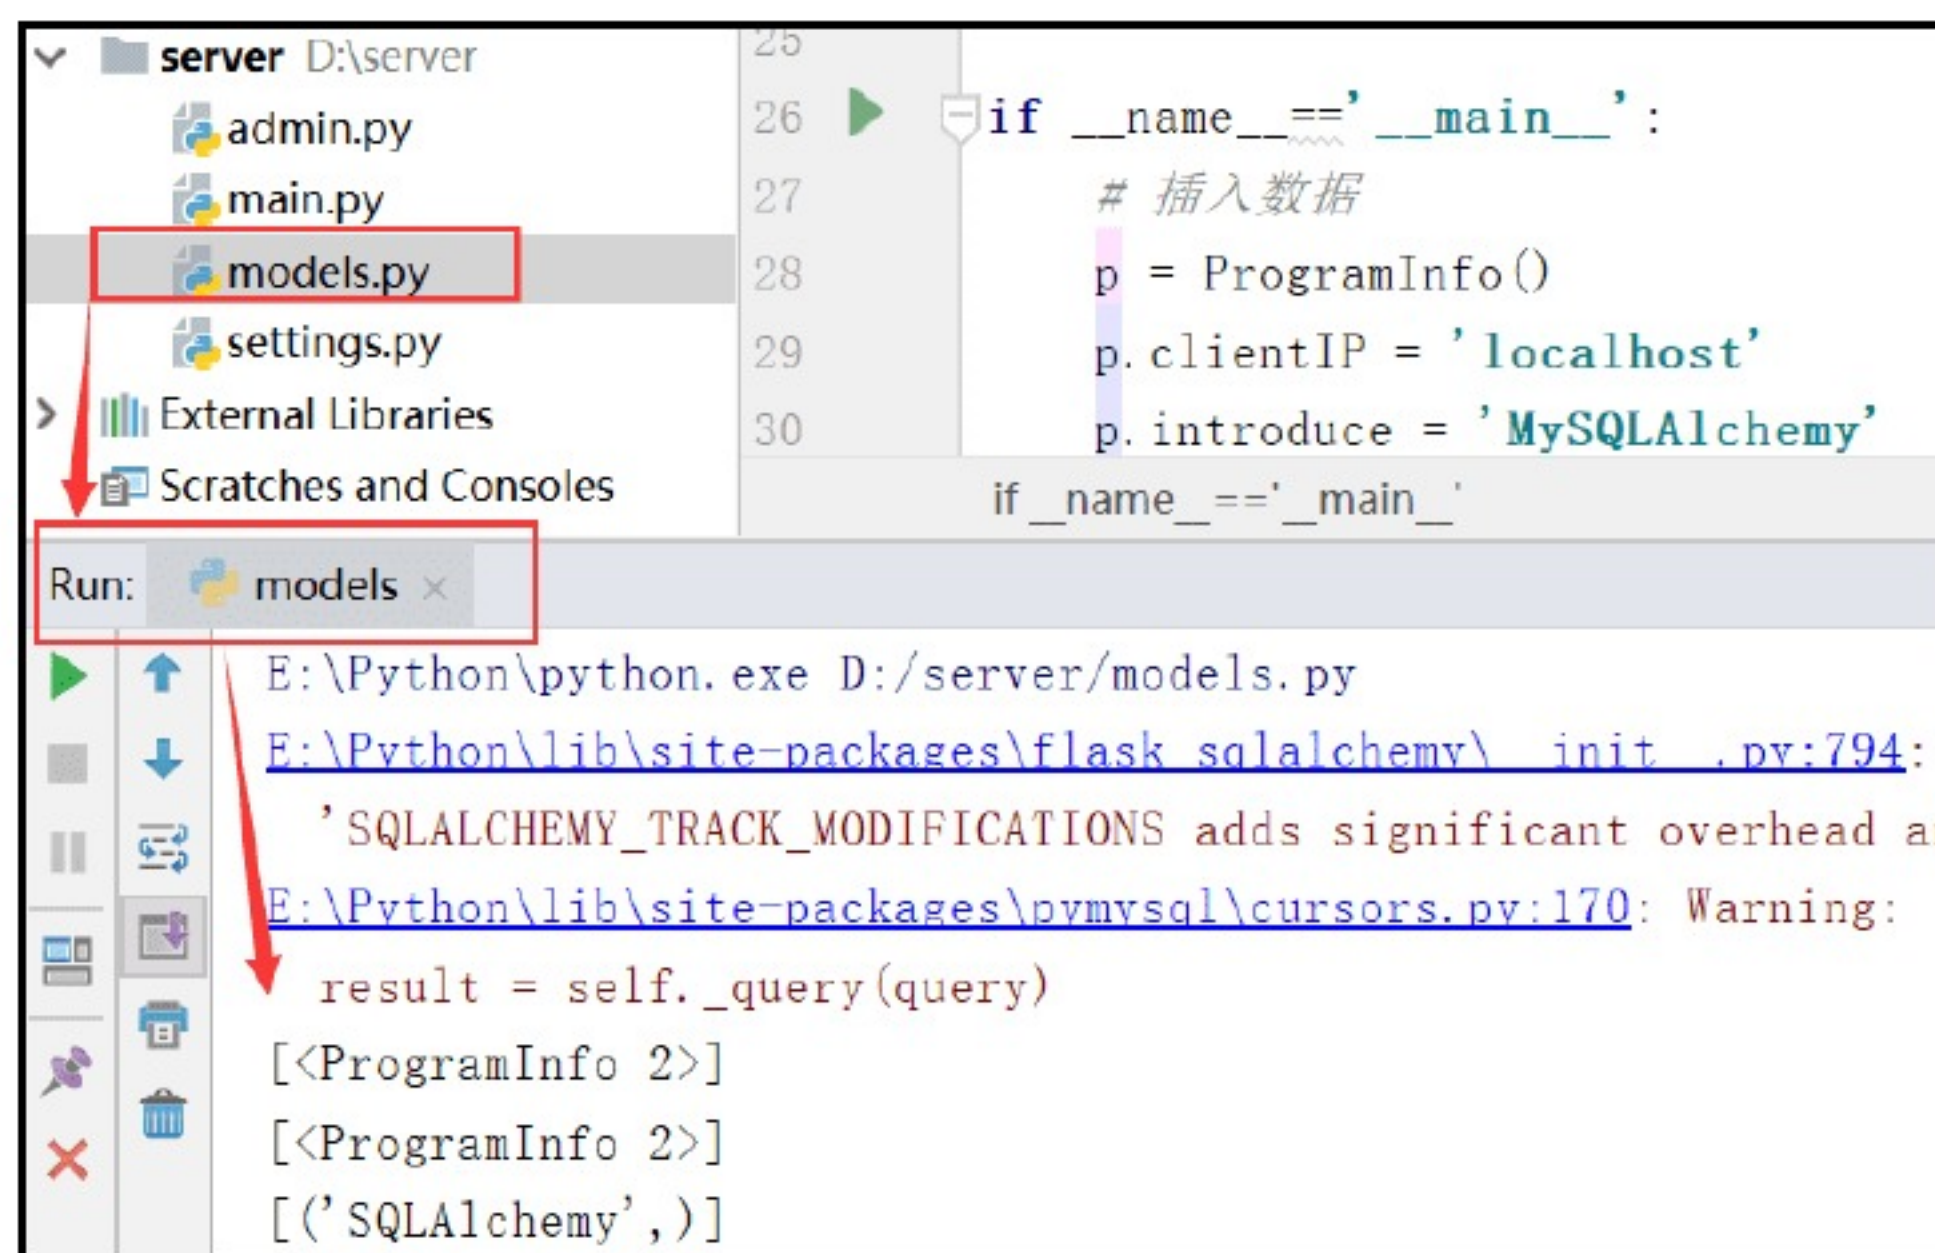 server D:\server
admin.py
main.py
models.py
settings.py
External Libraries
Scratches and Consoles
25
26 if __name__=='__main__':
27 # 插入数据
28 p = ProgramInfo()
29 p.clientIP = 'localhost'
30 p.introduce = 'MySQLAlchemy'
if __name__=='__main__'
Run: models ×
E:\Python\python.exe D:/server/models.py
E:\Python\lib\site-packages\flask_sqlalchemy\__init__.py:794:
'SQLALCHEMY_TRACK_MODIFICATIONS adds significant overhead
E:\Python\lib\site-packages\pymysql\cursors.py:170: Warning:
result = self._query(query)
[<ProgramInfo 2>]
[<ProgramInfo 2>]
[('SQLAlchemy',)]